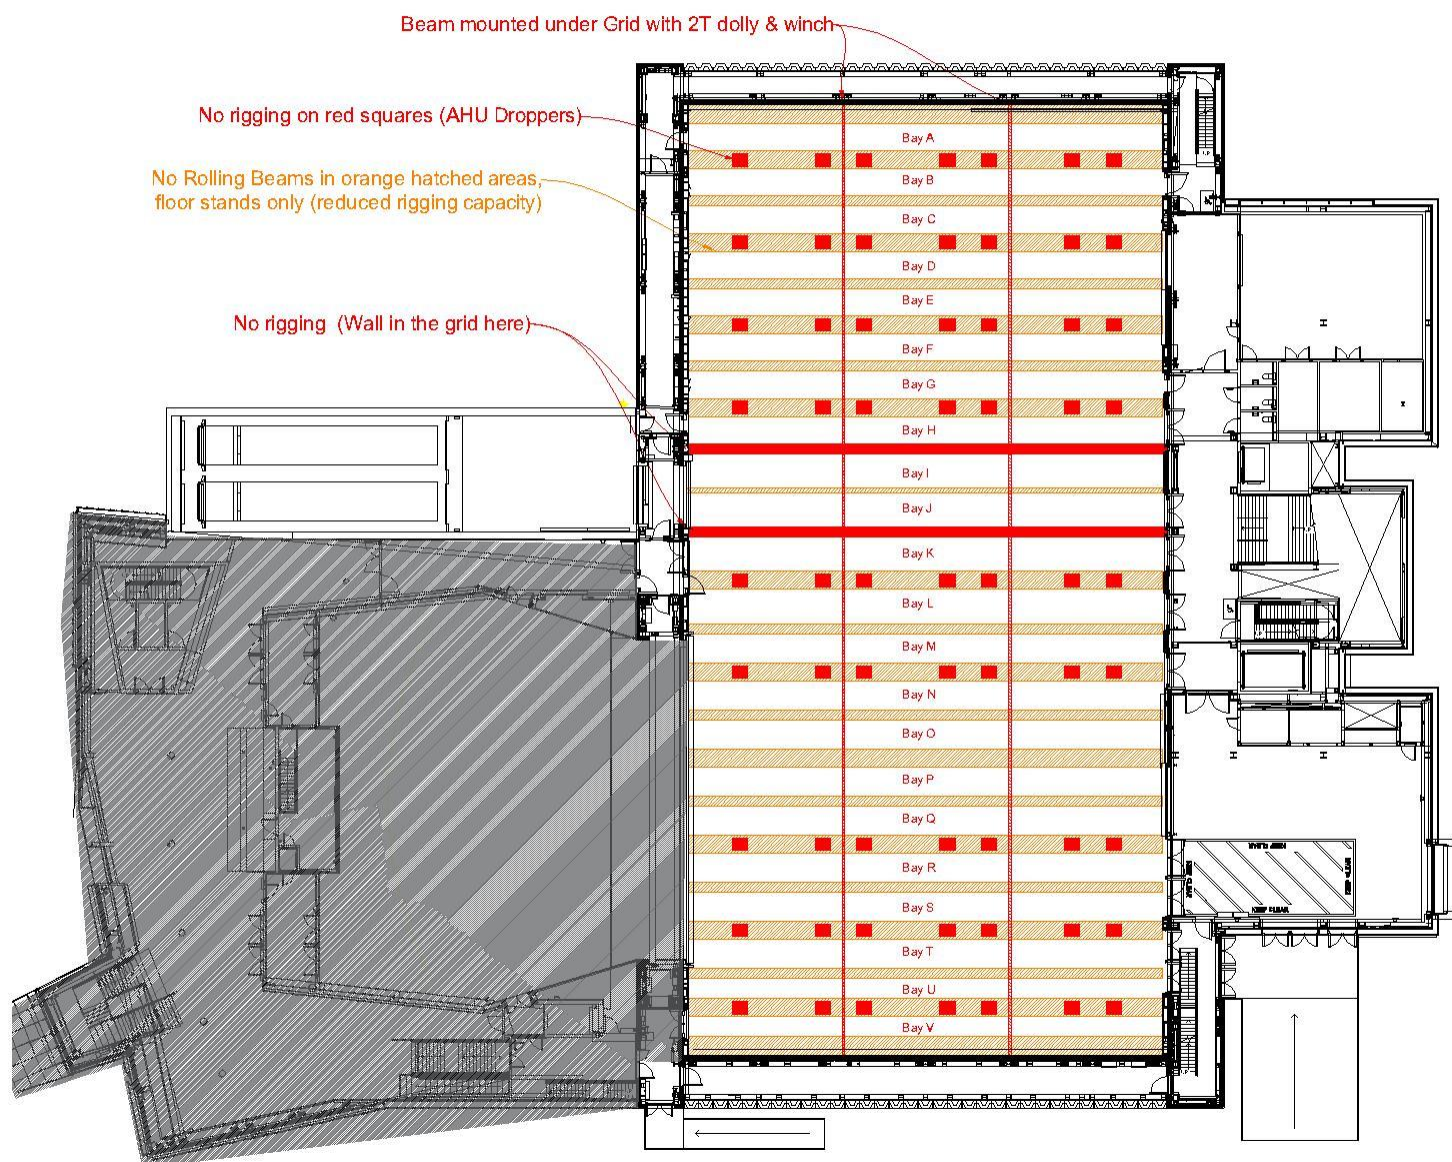 Beam mounted under Grid with 2T dolly & winch
No rigging on red squares (AHU Droppers)
No Rolling Beams in orange hatched areas,
floor stands only (reduced rigging capacity)
No rigging (Wall in the grid here)
Bay A
Bay B
Bay C
Bay D
Bay E
Bay F
Bay G
Bay H
Bay I
Bay J
Bay K
Bay L
Bay M
Bay N
Bay O
Bay P
Bay Q
Bay R
Bay S
Bay T
Bay U
Bay V
KEEP CLEAR
KEEP CLEAR